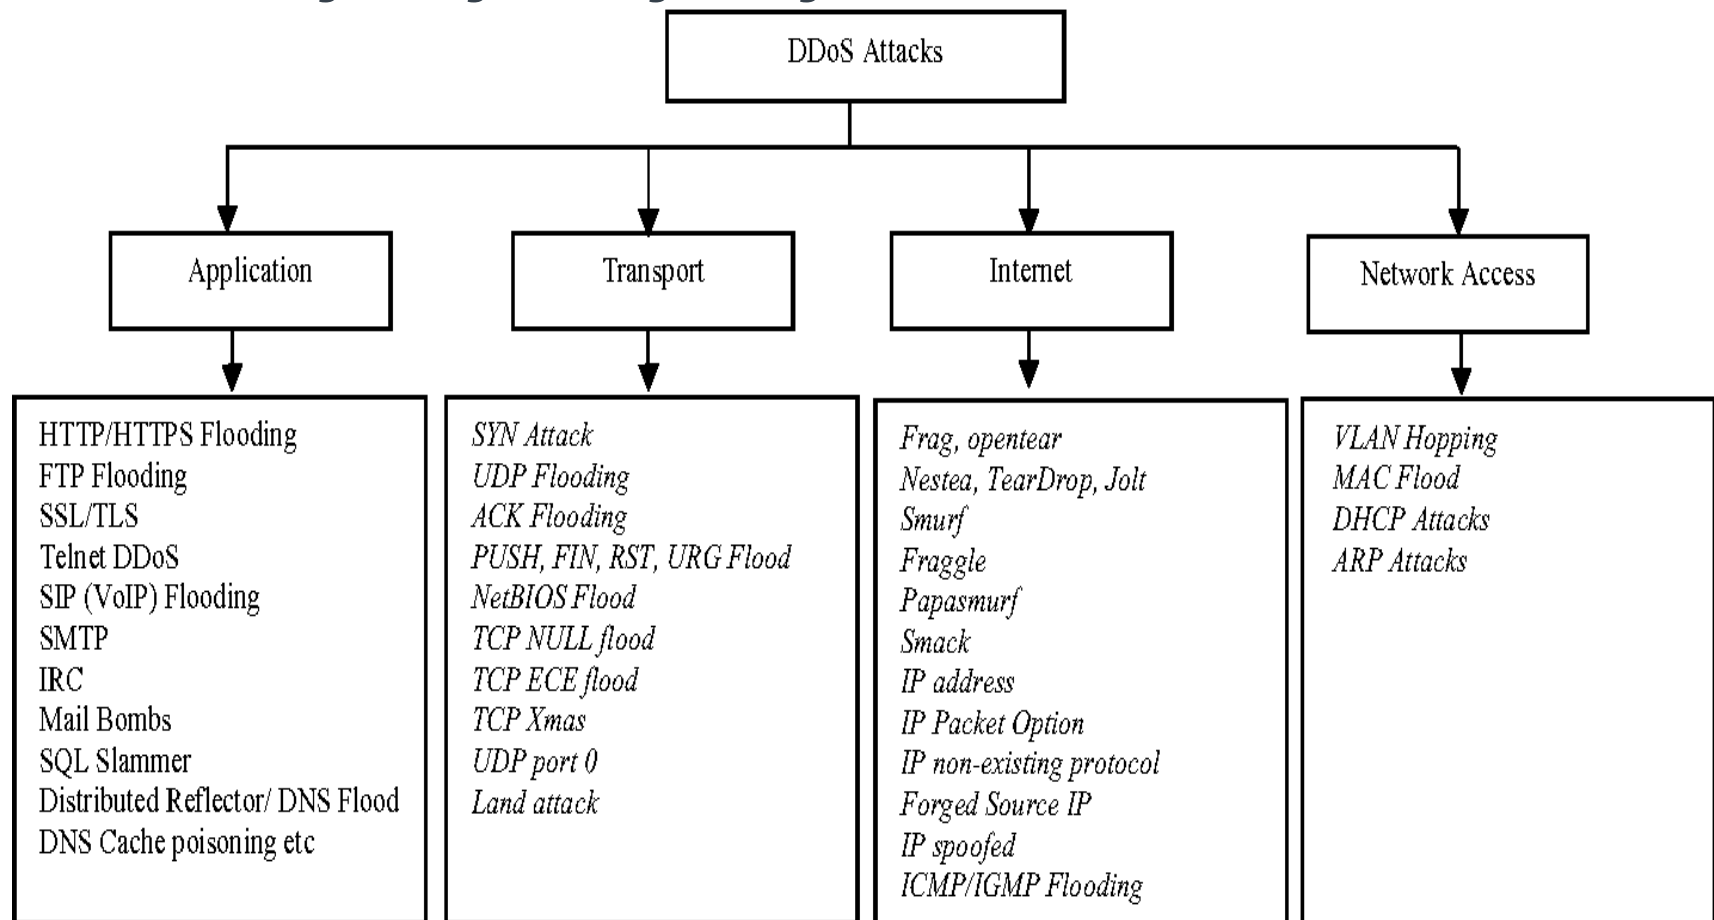 DDoS Attacks
Application
Transport
Internet
Network Access
HTTP/HTTPS Flooding
FTP Flooding
SSL/TLS
Telnet DDoS
SIP (VoIP) Flooding
SMTP
IRC
Mail Bombs
SQL Slammer
Distributed Reflector/ DNS Flood
DNS Cache poisoning etc
SYN Attack
UDP Flooding
ACK Flooding
PUSH, FIN, RST, URG Flood
NetBIOS Flood
TCP NULL flood
TCP ECE flood
TCP Xmas
UDP port 0
Land attack
Frag, opentear
Nestea, TearDrop, Jolt
Smurf
Fraggle
Papasmurf
Smack
IP address
IP Packet Option
IP non-existing protocol
Forged Source IP
IP spoofed
ICMP/IGMP Flooding
VLAN Hopping
MAC Flood
DHCP Attacks
ARP Attacks